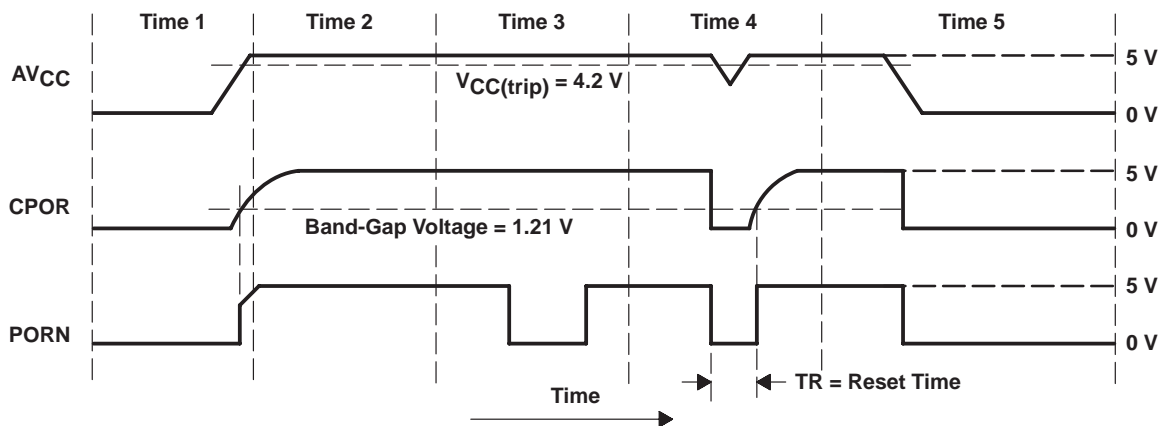 Time 1 Time 2 Time 3 Time 4 Time 5
AVCC
5 V
VCC(trip) = 4.2 V
0 V
5 V
CPOR
Band-Gap Voltage = 1.21 V
0 V
5 V
PORN
0 V
TR = Reset Time
Time